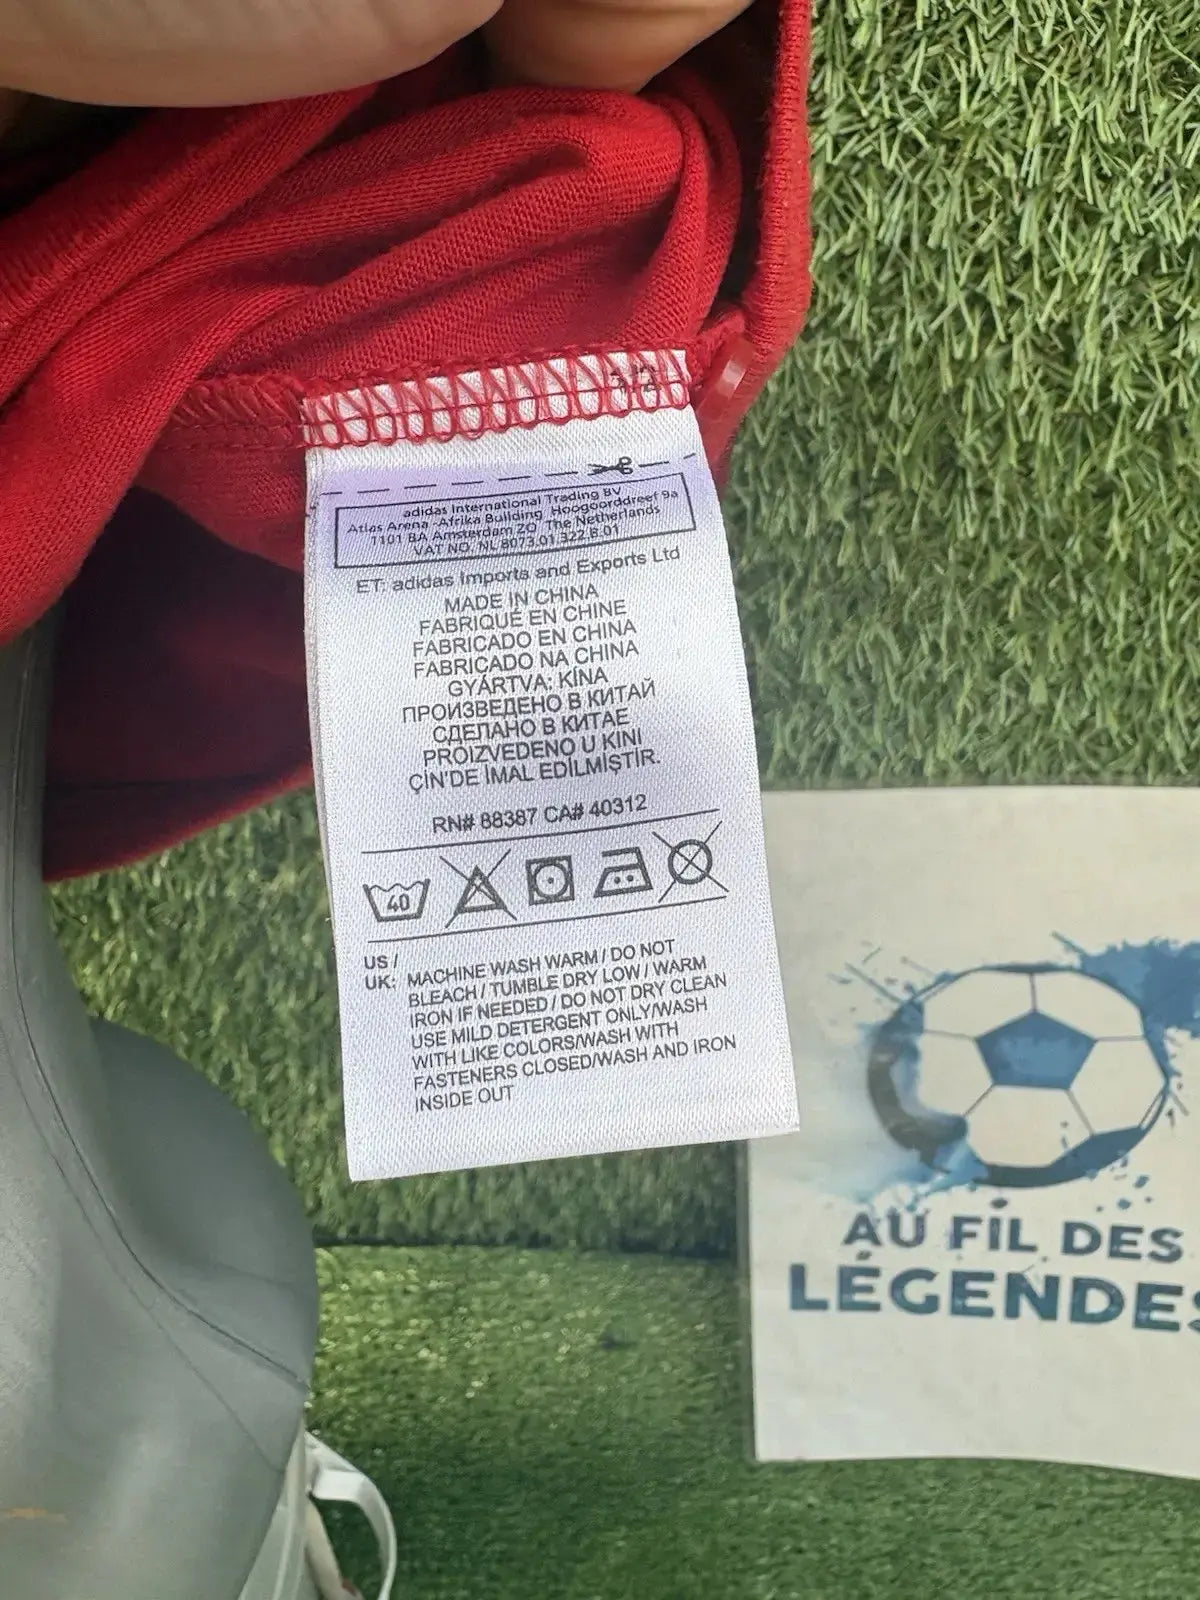 adidas International Trading BV
Atlas Arena -Afrika Building Hoogoorddreef 9a
1101 BA Amsterdam ZO The Netherlands
VAT NO. NL 8073.01.322.B.01
ET: adidas Imports and Exports Ltd
MADE IN CHINA
FABRIQUÉ EN CHINE
FABRICADO EN CHINA
FABRICADO NA CHINA
GYÁRTVA: KÍNA
ПРОИЗВЕДЕНО В КИТАЙ
СДЕЛАНО В КИТАЕ
PROIZVEDENO U KINI
ÇİN'DE İMAL EDİLMİŞTİR.
RN# 88387 CA# 40312
40
US /
UK: MACHINE WASH WARM / DO NOT
BLEACH / TUMBLE DRY LOW / WARM
IRON IF NEEDED / DO NOT DRY CLEAN
USE MILD DETERGENT ONLY/WASH
WITH LIKE COLORS/WASH WITH
FASTENERS CLOSED/WASH AND IRON
INSIDE OUT
AU FIL DES
LÉGENDES